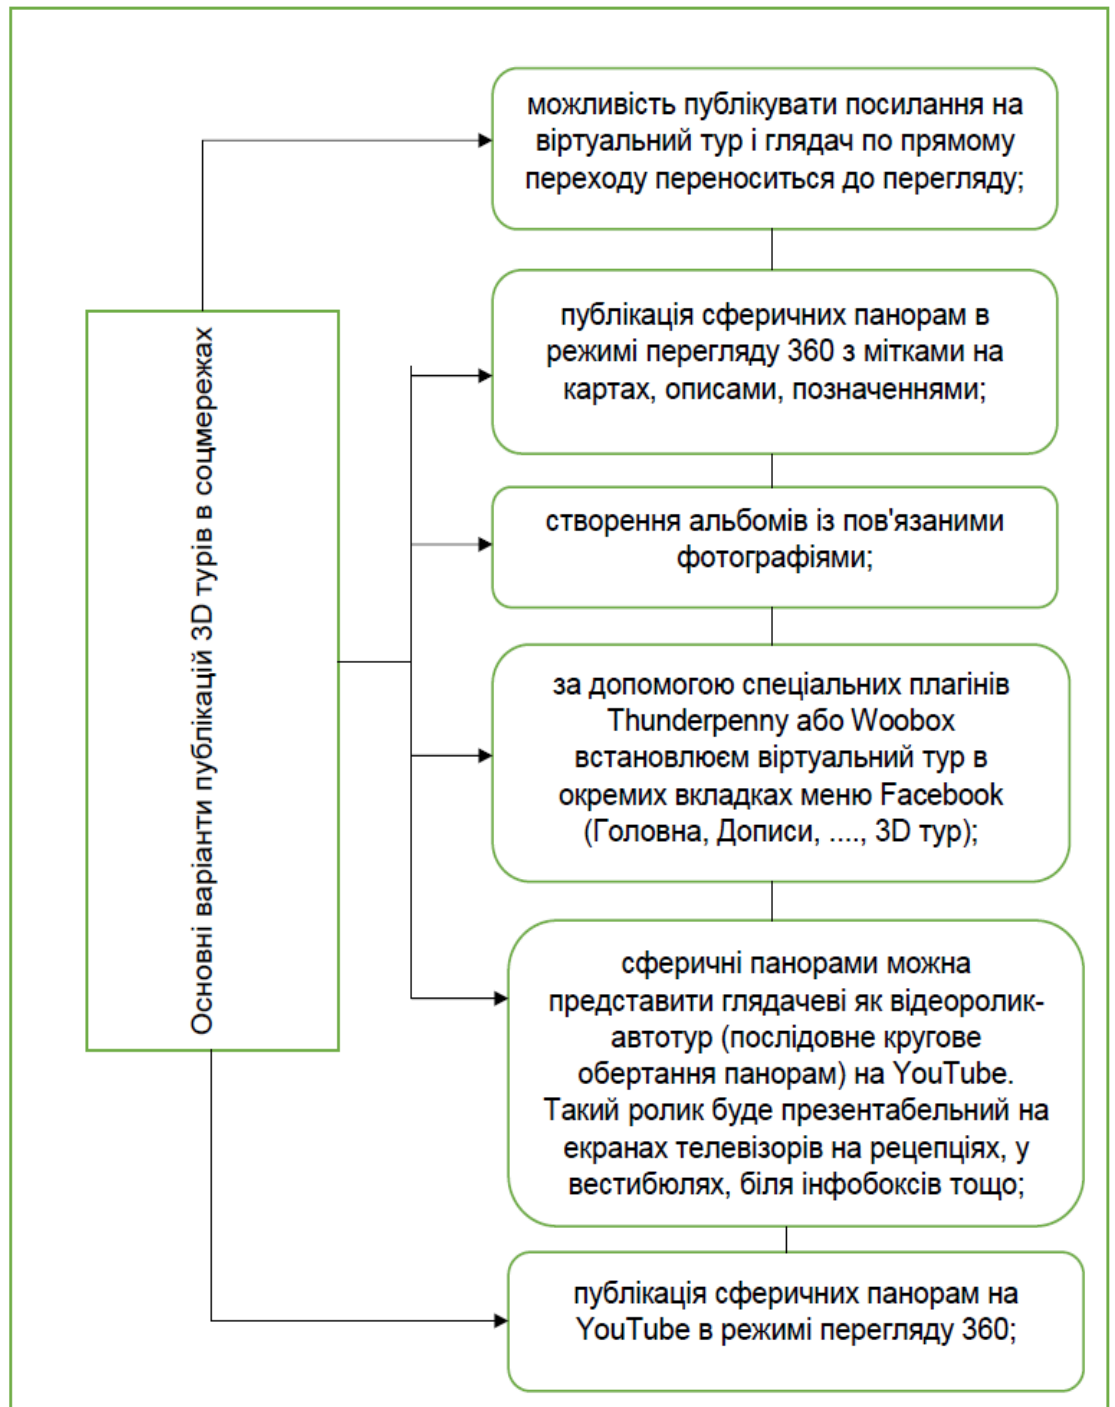 Основні варіанти публікацій 3D турів в соцмережах
можливість публікувати посилання на
віртуальний тур і глядач по прямому
переходу переноситься до перегляду;
публікація сферичних панорам в
режимі перегляду 360 з мітками на
картах, описами, позначеннями;
створення альбомів із пов'язаними
фотографіями;
за допомогою спеціальних плагінів
Thunderpenny або Woobox
встановлюєм віртуальний тур в
окремих вкладках меню Facebook
(Головна, Дописи, ...., 3D тур);
сферичні панорами можна
представити глядачеві як відеоролик-
автотур (послідовне кругове
обертання панорам) на YouTube.
Такий ролик буде презентабельний на
екранах телевізорів на рецепціях, у
вестибюлях, біля інфобоксів тощо;
публікація сферичних панорам на
YouTube в режимі перегляду 360;